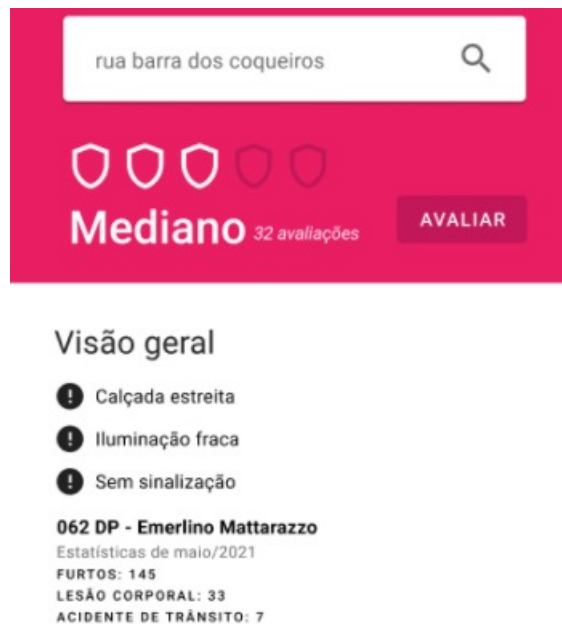 rua barra dos coqueiros
Mediano 32 avaliações
AVALIAR
Visão geral
Calçada estreita
Iluminação fraca
Sem sinalização
062 DP - Emerlino Mattarazzo
Estatísticas de maio/2021
FURTOS: 145
LESÃO CORPORAL: 33
ACIDENTE DE TRÂNSITO: 7